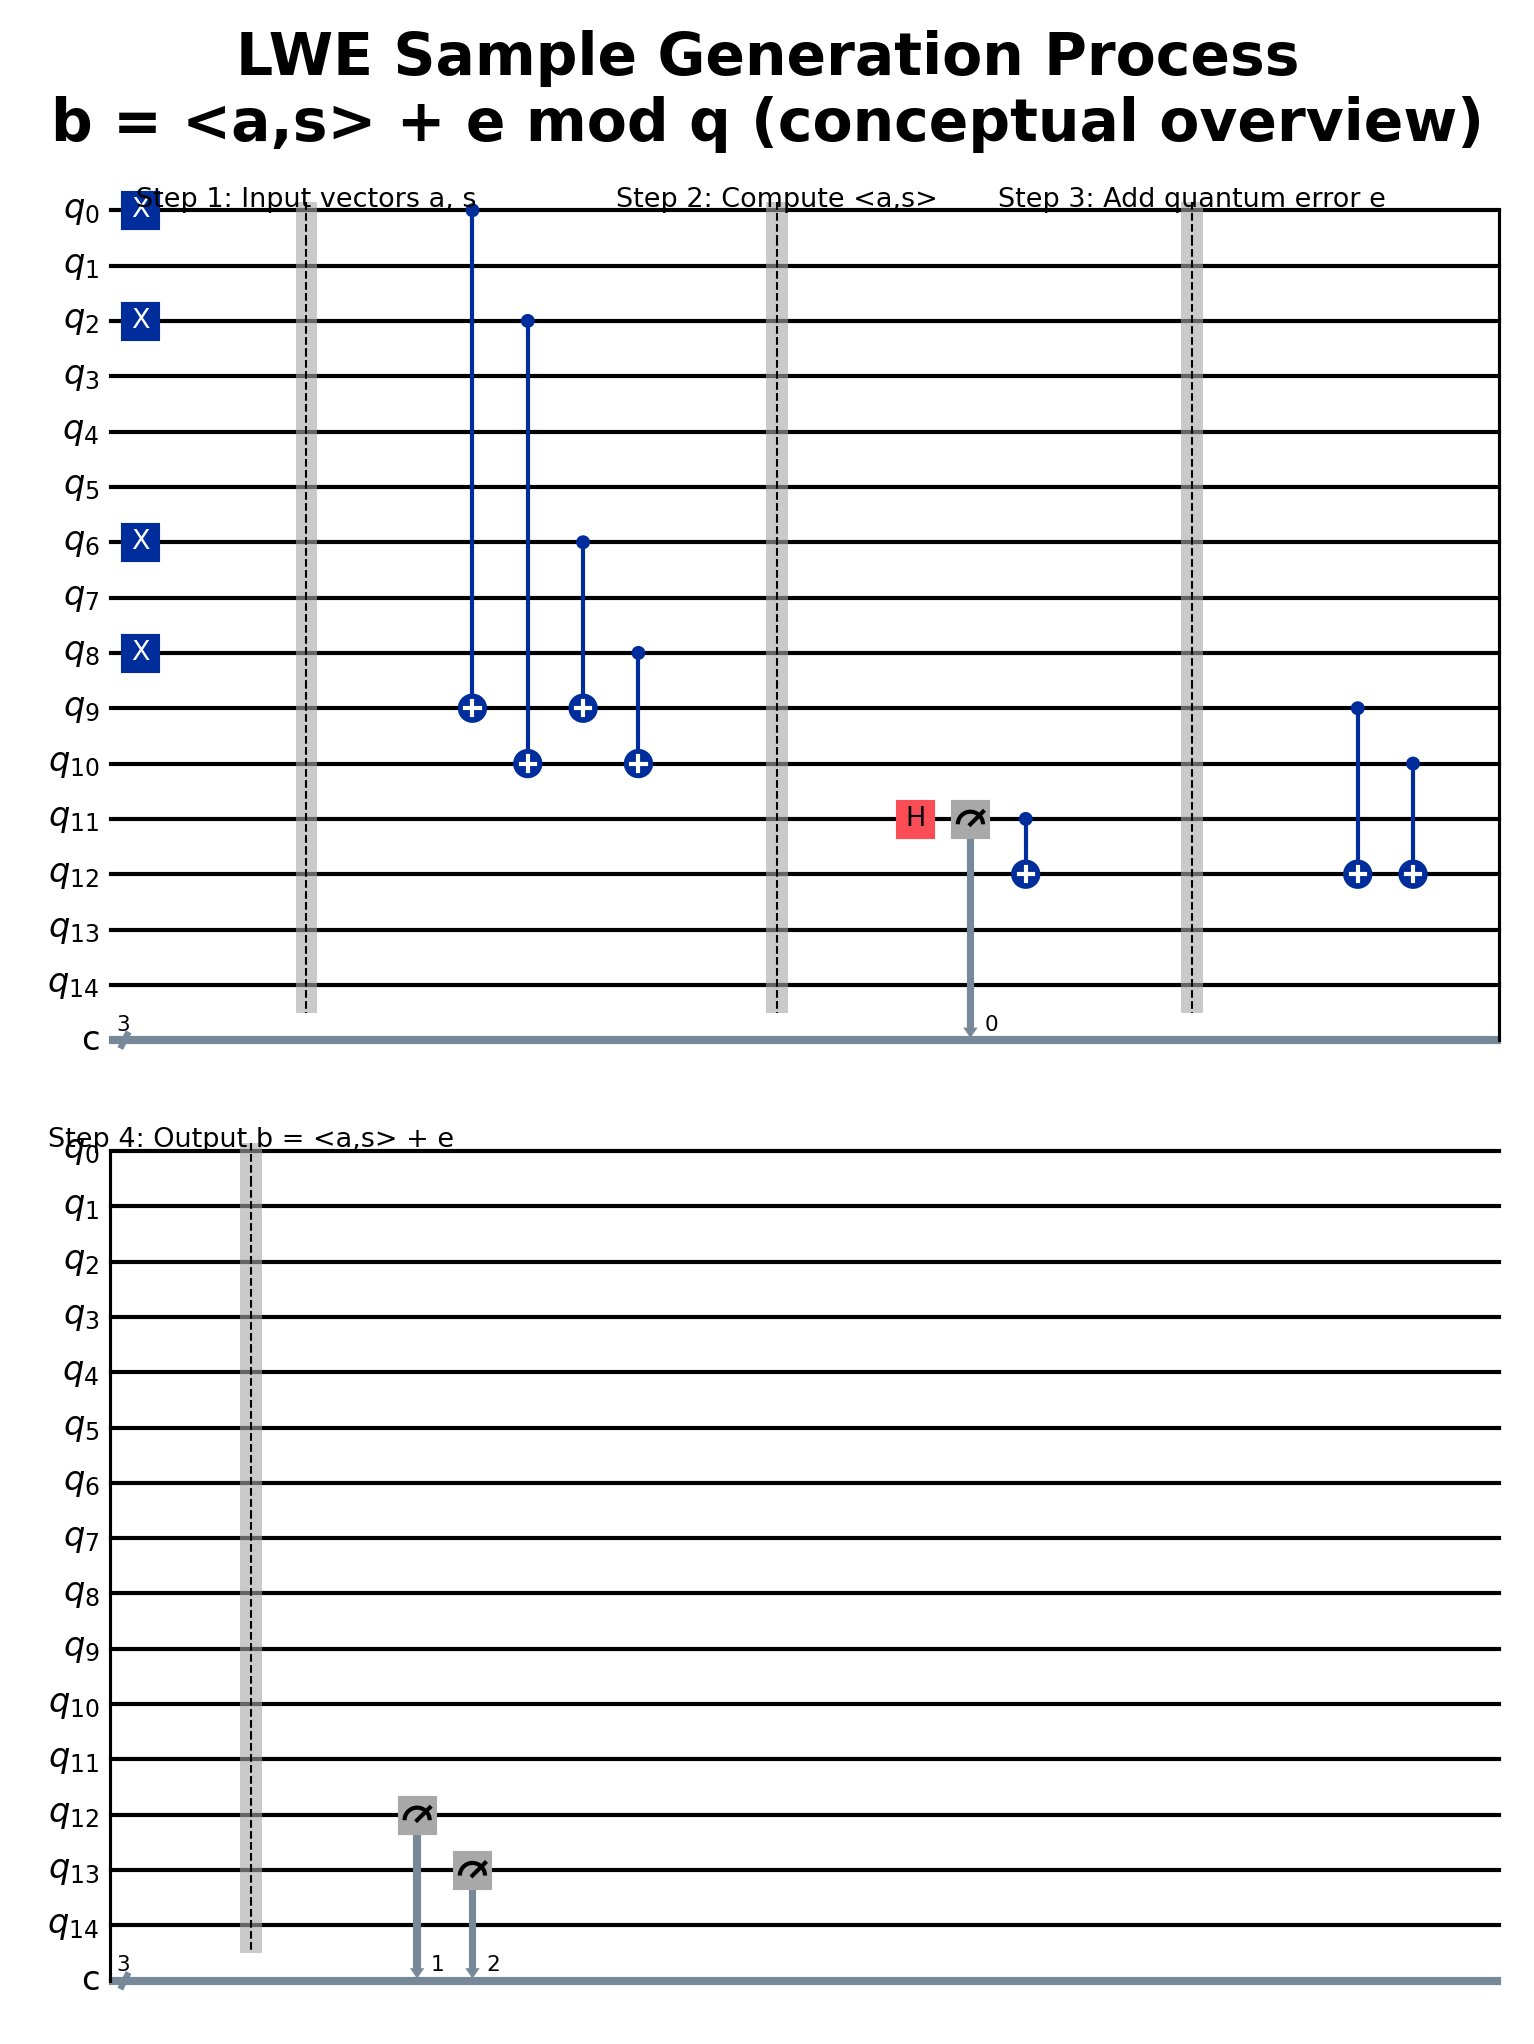 LWE Sample Generation Process
b = <a,s> + e mod q (conceptual overview)
Step 1: Input vectors a, s Step 2: Compute <a,s> Step 3: Add quantum error e
q0 X
q1
q2 X
q3
q4
q5
q6 X
q7
q8 X
q9
q10
q11 H
q12
q13
q14
3 0
c
Step 4: Output b = <a,s> + e
q0
q1
q2
q3
q4
q5
q6
q7
q8
q9
q10
q11
q12
q13
q14
3 1 2
c